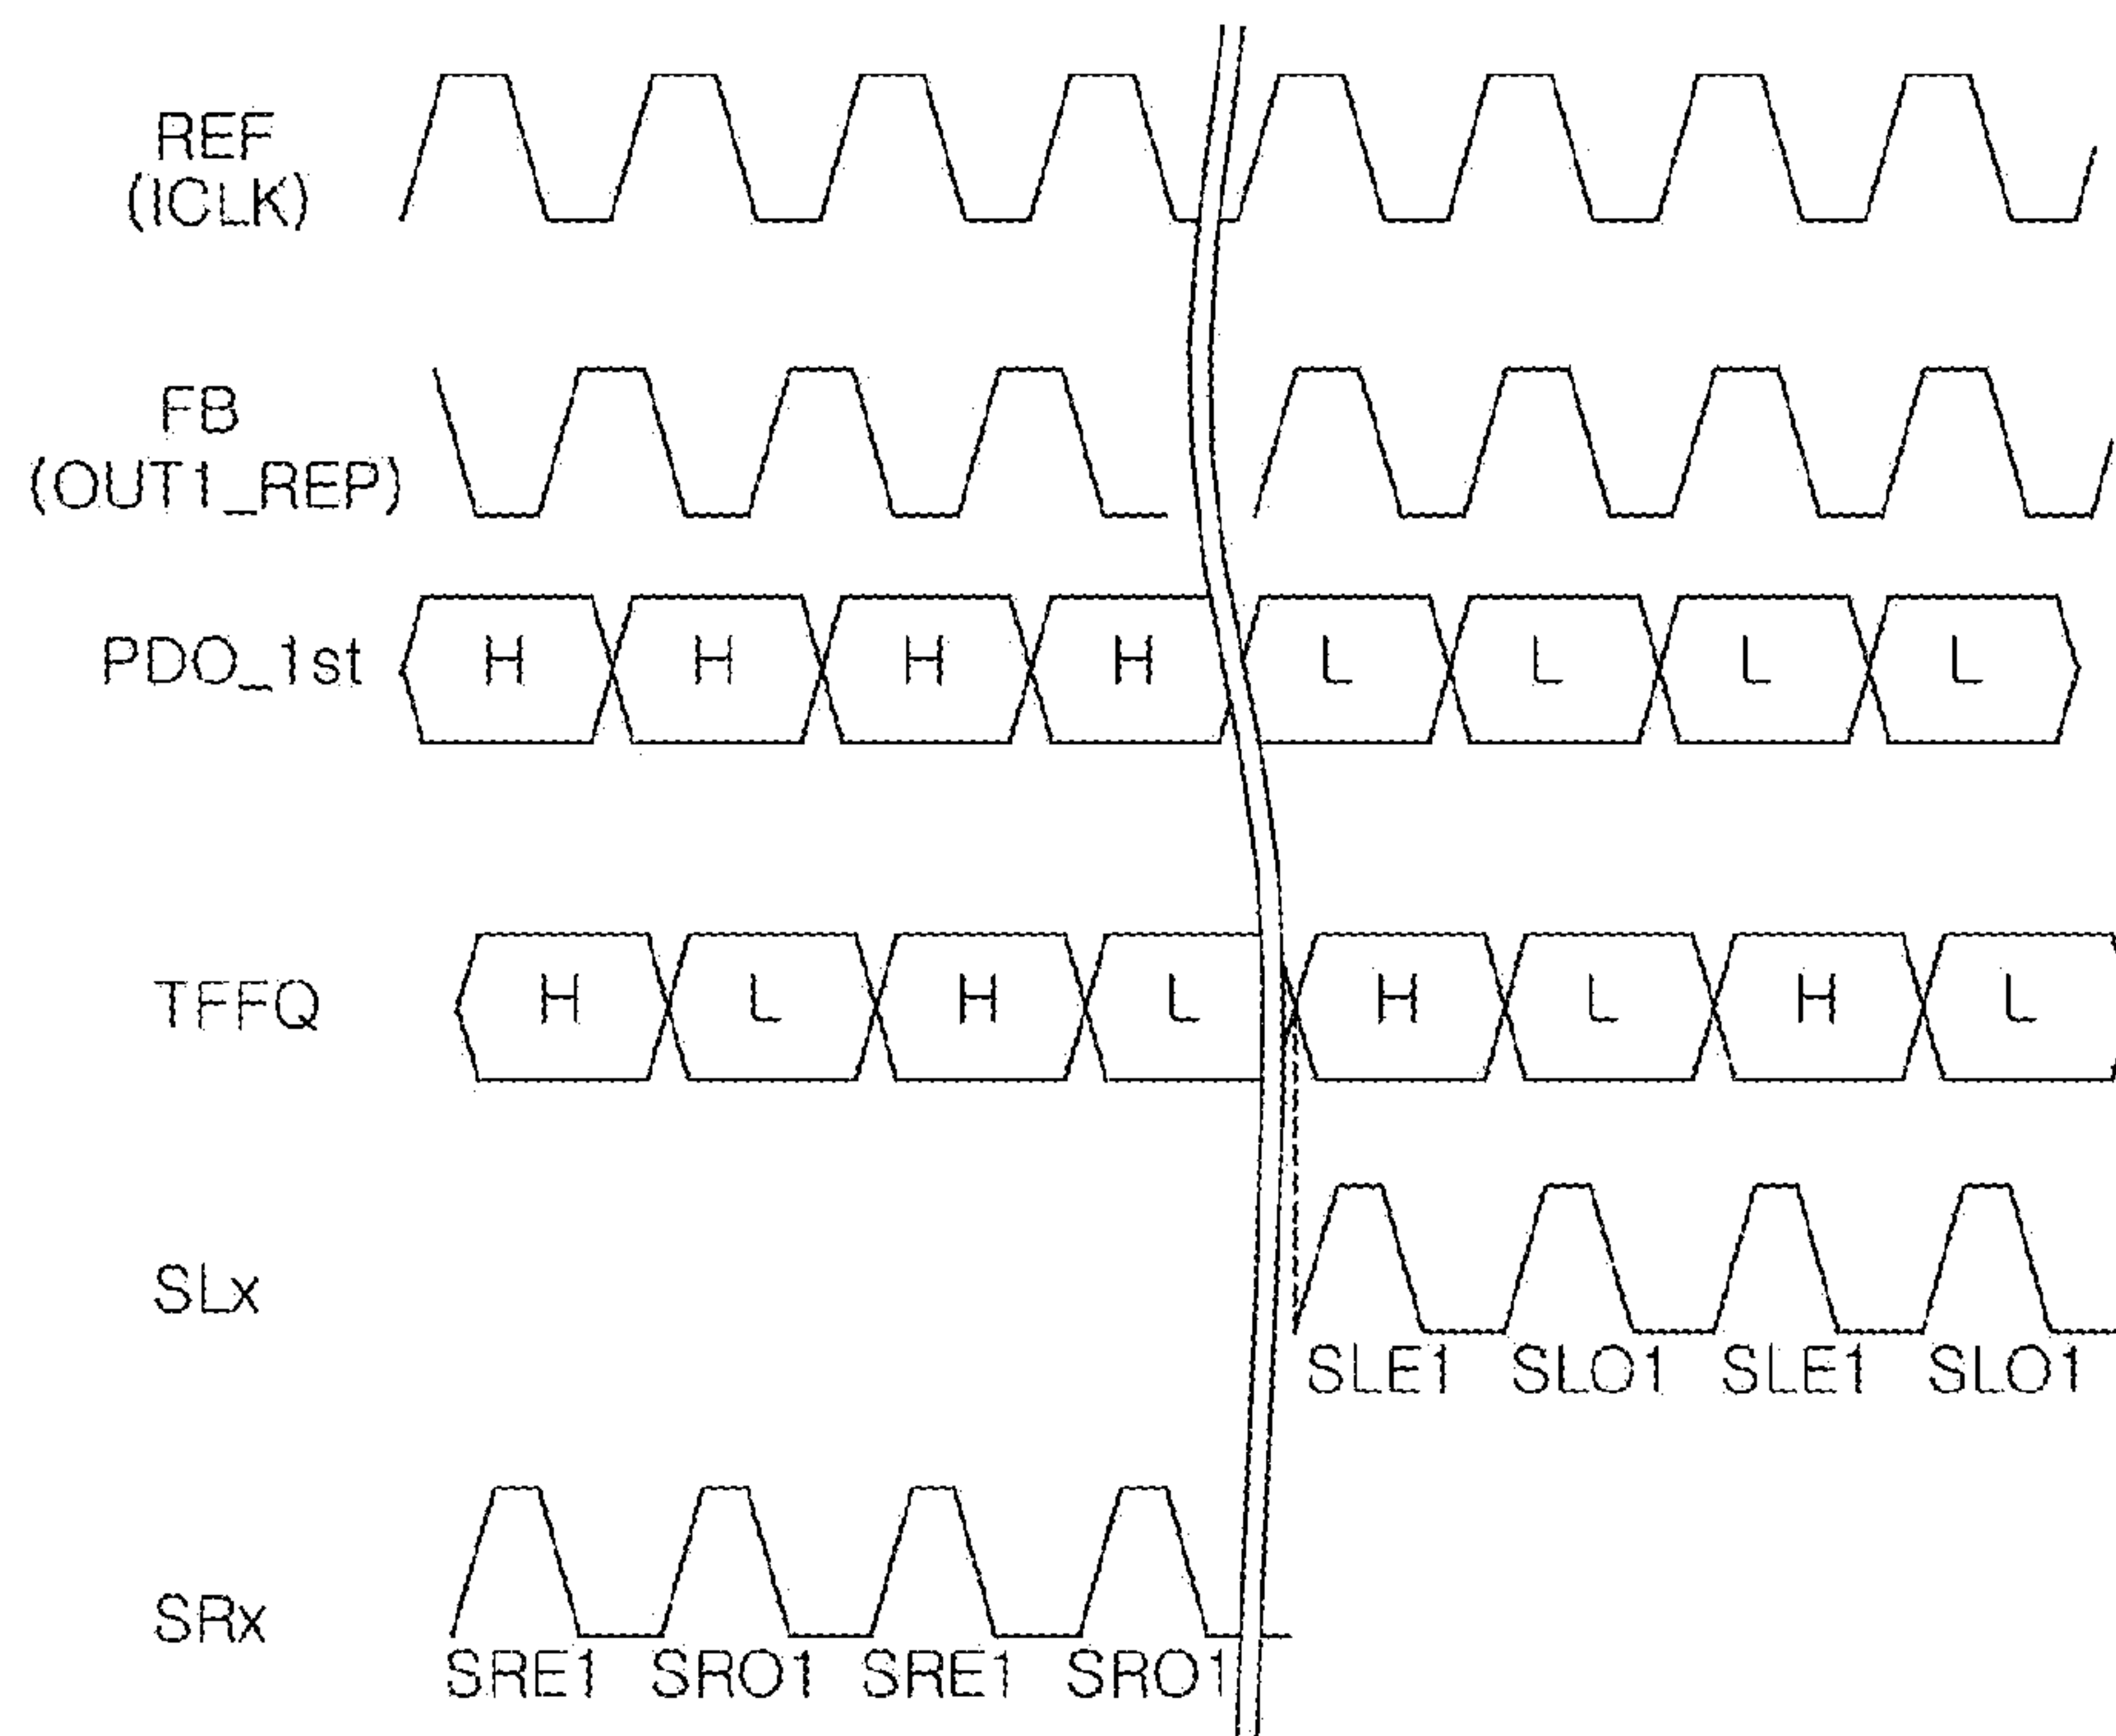 REF
(ICLK)
FB
(OUT1_REP)
PDO_1st H H H H L L L L
TFFQ H L H L H L H L
SLx
SLE1 SLO1 SLE1 SLO1
SRx
SRE1 SRO1 SRE1 SRO1